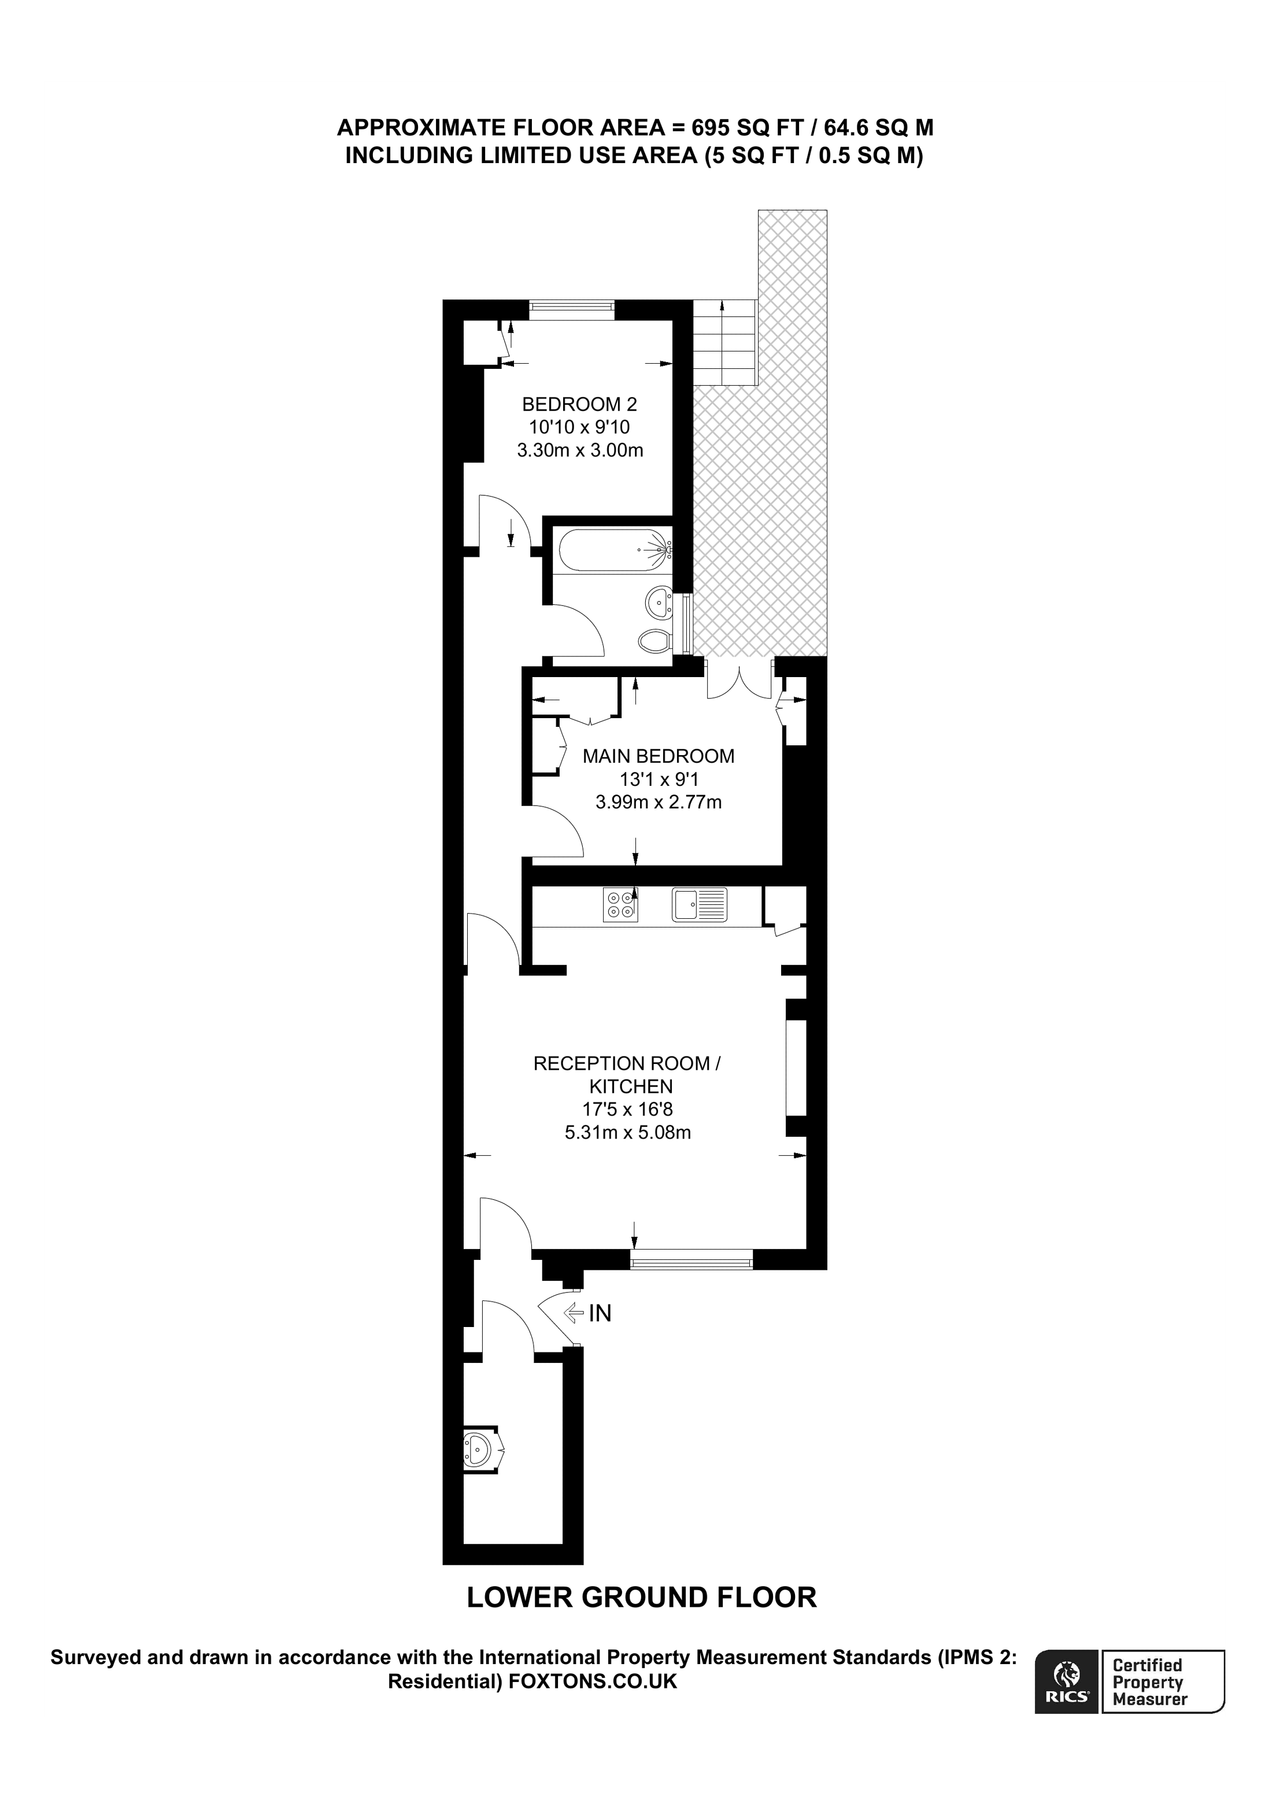 APPROXIMATE FLOOR AREA = 695 SQ FT / 64.6 SQ M
INCLUDING LIMITED USE AREA (5 SQ FT / 0.5 SQ M)
BEDROOM 2
10'10 x 9'10
3.30m x 3.00m
MAIN BEDROOM
13'1 x 9'1
3.99m x 2.77m
RECEPTION ROOM /
KITCHEN
17'5 x 16'8
5.31m x 5.08m
IN
LOWER GROUND FLOOR
Surveyed and drawn in accordance with the International Property Measurement Standards (IPMS 2:
Residential) FOXTONS.CO.UK
RICS
Certified
Property
Measurer